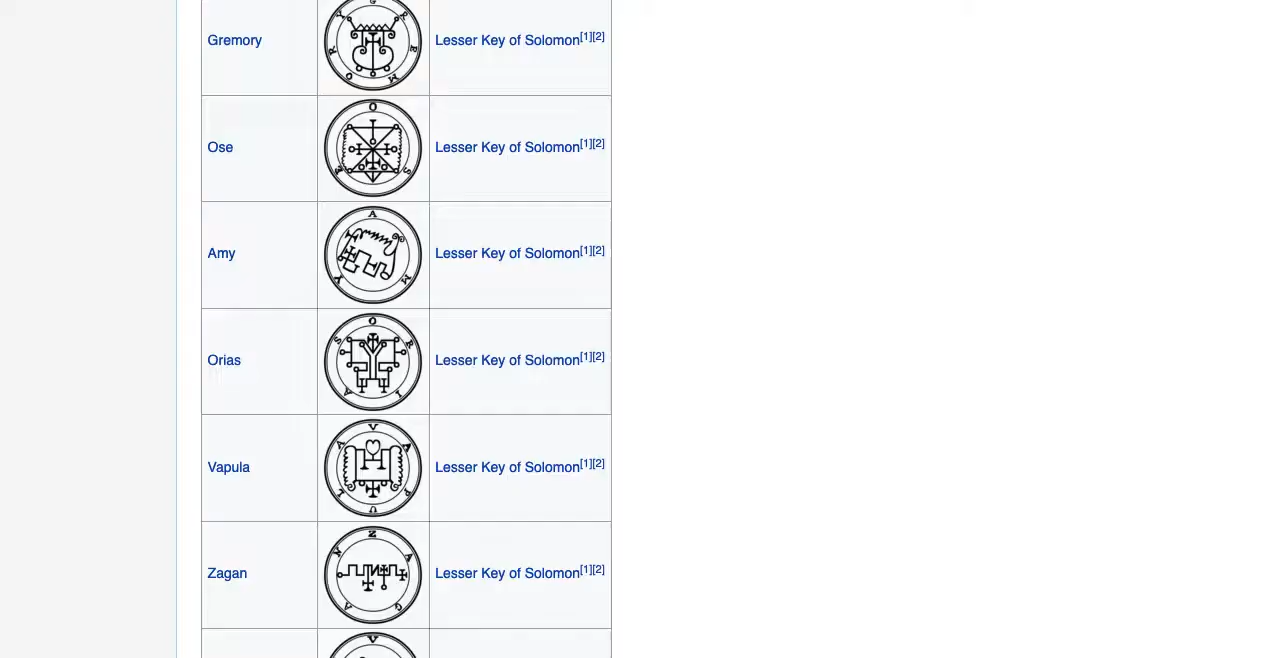 Gremory
G R E M O R Y
Lesser Key of Solomon[1][2]
Ose
O S E
Lesser Key of Solomon[1][2]
Amy
A M Y
Lesser Key of Solomon[1][2]
Orias
O R I A S
Lesser Key of Solomon[1][2]
Vapula
V A P U L A
Lesser Key of Solomon[1][2]
Zagan
Z A G A N
Lesser Key of Solomon[1][2]
V